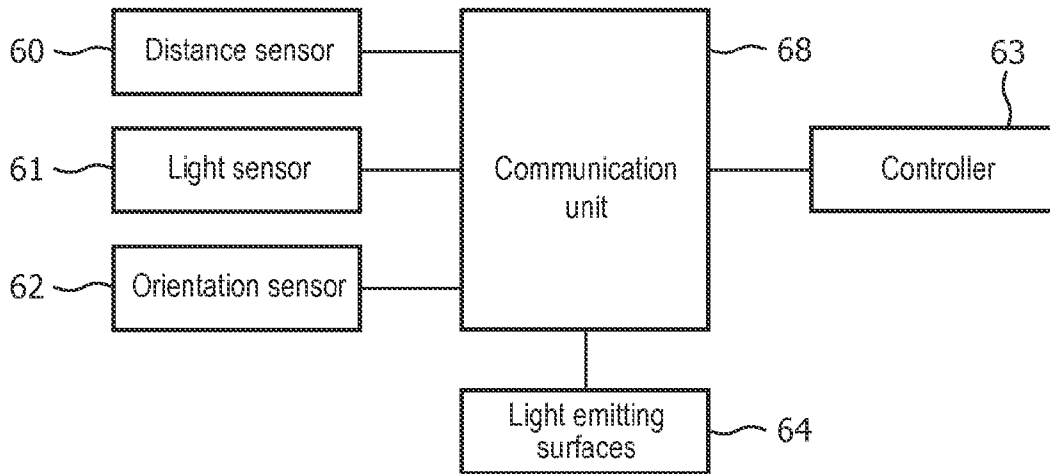 60
Distance sensor
68
63
61
Light sensor
Communication
unit
Controller
62
Orientation sensor
Light emitting
surfaces
64